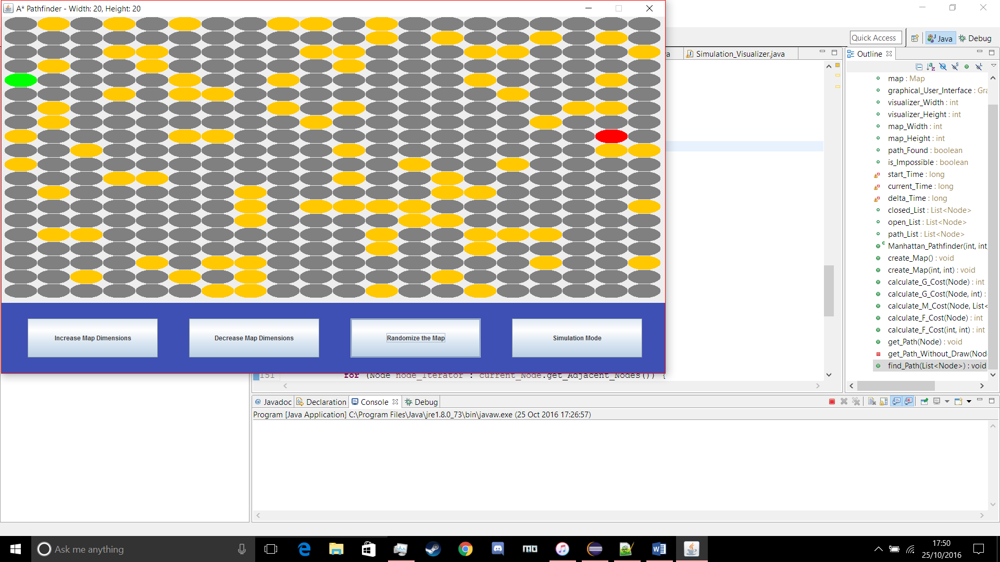 A* Pathfinder - Width: 20, Height: 20
Quick Access
Java
Debug
Simulation_Visualizer.java
Outline
map : Map
graphical_User_Interface : Gra
visualizer_Width : int
visualizer_Height : int
map_Width : int
map_Height : int
path_Found : boolean
is_Impossible : boolean
start_Time : long
current_Time : long
delta_Time : long
closed_List : List<Node>
open_List : List<Node>
path_List : List<Node>
Manhattan_Pathfinder(int, int
create_Map() : void
create_Map(int, int) : void
calculate_G_Cost(Node) : int
calculate_G_Cost(Node, int) :
calculate_M_Cost(Node, List<
calculate_F_Cost(Node) : int
calculate_F_Cost(int, int) : int
get_Path(Node) : void
get_Path_Without_Draw(Nod
find_Path(List<Node>) : void
Increase Map Dimensions
Decrease Map Dimensions
Randomize the Map
Simulation Mode
151 for (Node node_Iterator : current_Node.get_Adjacent_Nodes()) {
@ Javadoc
Declaration
Console
Debug
Program [Java Application] C:\Program Files\Java\jre1.8.0_73\bin\javaw.exe (25 Oct 2016 17:26:57)
Ask me anything
17:50
25/10/2016